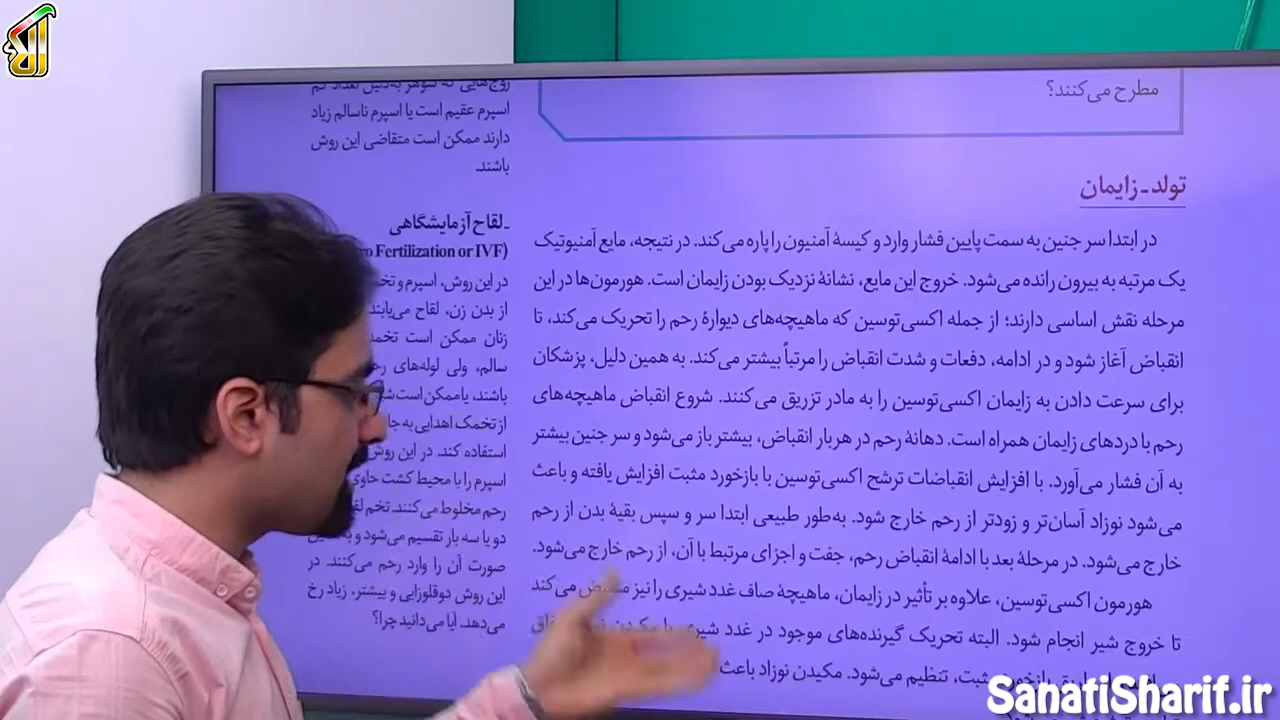 مطرح می‌کنند؟
تولد ـ زایمان
در ابتدا سر جنین به سمت پایین فشار وارد و کیسهٔ آمنیون را پاره می‌کند. در نتیجه، مایع آمنیوتیک
یک مرتبه به بیرون رانده می‌شود. خروج این مایع، نشانهٔ نزدیک بودن زایمان است. هورمون‌ها در این
مرحله نقش اساسی دارند؛ از جمله اکسی‌توسین که ماهیچه‌های دیوارهٔ رحم را تحریک می‌کند، تا
انقباض آغاز شود و در ادامه، دفعات و شدت انقباض را مرتباً بیشتر می‌کند. به همین دلیل، پزشکان
برای سرعت دادن به زایمان اکسی‌توسین را به مادر تزریق می‌کنند. شروع انقباض ماهیچه‌های
رحم با دردهای زایمان همراه است. دهانهٔ رحم در هربار انقباض، بیشتر باز می‌شود و سر جنین بیشتر
به آن فشار می‌آورد. با افزایش انقباضات ترشح اکسی‌توسین با بازخورد مثبت افزایش یافته و باعث
می‌شود نوزاد آسان‌تر و زودتر از رحم خارج شود. به‌طور طبیعی ابتدا سر و سپس بقیهٔ بدن از رحم
خارج می‌شود. در مرحلهٔ بعد با ادامهٔ انقباض رحم، جفت و اجزای مرتبط با آن، از رحم خارج می‌شود.
هورمون اکسی‌توسین، علاوه بر تأثیر در زایمان، ماهیچهٔ صاف غدد شیری را نیز منقبض می‌کند
تا خروج شیر انجام شود. البته تحریک گیرنده‌های موجود در غدد شیری با مکیدن
بازخورد مثبت، تنظیم می‌شود. مکیدن نوزاد باعث
زوج‌هایی که شوهر به‌دلیل تعداد کم
اسپرم عقیم است یا اسپرم ناسالم زیاد
دارند ممکن است متقاضی این روش
باشند.
ـ لقاح آزمایشگاهی
Fertilization or IVF)
در این روش، اسپرم و
از بدن زن، لقاح می‌یابند
زنان ممکن است
سالم، ولی لوله‌های
باشند، یا ممکن است
از تخمک اهدایی به
استفاده کند. در این روش
اسپرم را با محیط کشت حاوی
رحم مخلوط می‌کنند. تخم
دو یا سه بار تقسیم می‌شود و
صورت آن را وارد رحم می‌کنند. در
این روش دوقلوزایی و بیشتر، زیاد رخ
می‌دهد. آیا می‌دانید چرا؟
SanatiSharif.ir